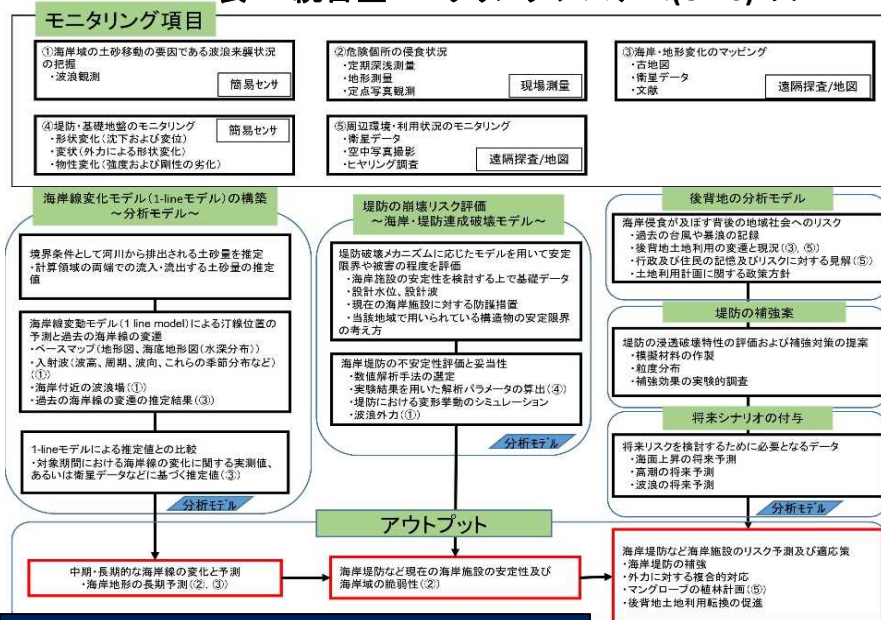 モニタリング項目
①海岸域の土砂移動の要因である波浪来襲状況
の把握
・波浪観測
簡易センサ
②危険個所の侵食状況
・定期深浅測量
・地形測量
・定点写真観測
現場測量
③海岸・地形変化のマッピング
・古地図
・衛星データ
・文献
遠隔探査/地図
④堤防・基礎地盤のモニタリング
・形状変化(沈下および変位)
・変状(外力による形状変化)
・物性変化(強度および剛性の劣化)
簡易センサ
⑤周辺環境・利用状況のモニタリング
・衛星データ
・空中写真撮影
・ヒヤリング調査
遠隔探査/地図
海岸線変化モデル(1-lineモデル)の構築
~分析モデル~
境界条件として河川から排出される土砂量を推定
・計算領域の両端での流入・流出する土砂量の推定
値
海岸線変動モデル(1 line model)による汀線位置の
予測と過去の海岸線の変遷
・ベースマップ(地形図、海底地形図(水深分布))
・入射波(波高、周期、波向、これらの季節分布など)
(①)
・海岸付近の波浪場(①)
・過去の海岸線の変遷の推定結果(③)
1-lineモデルによる推定値との比較
・対象期間における海岸線の変化に関する実測値、
あるいは衛星データなどに基づく推定値(③)
分析モデル
堤防の崩壊リスク評価
~海岸・堤防連成破壊モデル~
堤防破壊メカニズムに応じたモデルを用いて安定
限界や被害の程度を評価
・海岸施設の安定性を検討する上で基礎データ
・設計水位、設計波
・現在の海岸施設に対する防護措置
・当該地域で用いられている構造物の安定限界
の考え方
海岸堤防の不安定性評価と妥当性
・数値解析手法の選定
・実験結果を用いた解析パラメータの算出(④)
・堤防における変形挙動のシミュレーション
・波浪外力(①)
分析モデル
後背地の分析モデル
海岸侵食が及ぼす背後の地域社会へのリスク
・過去の台風や暴浪の記録
・後背地土地利用の変遷と現況(③, ⑤)
・行政及び住民の記憶及びリスクに対する見解(⑤)
・土地利用計画に関する政策方針
堤防の補強案
堤防の浸透破壊特性の評価および補強対策の提案
・模擬材料の作製
・粒度分布
・補強効果の実験的調査
将来シナリオの付与
将来リスクを検討するために必要となるデータ
・海面上昇の将来予測
・高潮の将来予測
・波浪の将来予測
分析モデル
アウトプット
中期・長期的な海岸線の変化と予測
・海岸地形の長期予測(②, ③)
海岸堤防など現在の海岸施設の安定性及び
海岸域の脆弱性(②)
海岸堤防など海岸施設のリスク予測及び適応策
・海岸堤防の補強
・外力に対する複合的対応
・マングローブの植林計画(⑤)
・後背地土地利用転換の促進